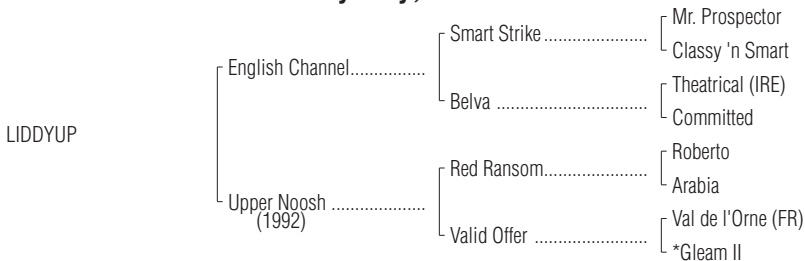 Mr. Prospector
Smart Strike......................
Classy 'n Smart
English Channel................
Theatrical (IRE)
Belva .................................
Committed
LIDDYUP
Roberto
Red Ransom......................
Arabia
Upper Noosh ....................
(1992)
Val de l'Orne (FR)
Valid Offer .........................
*Gleam II